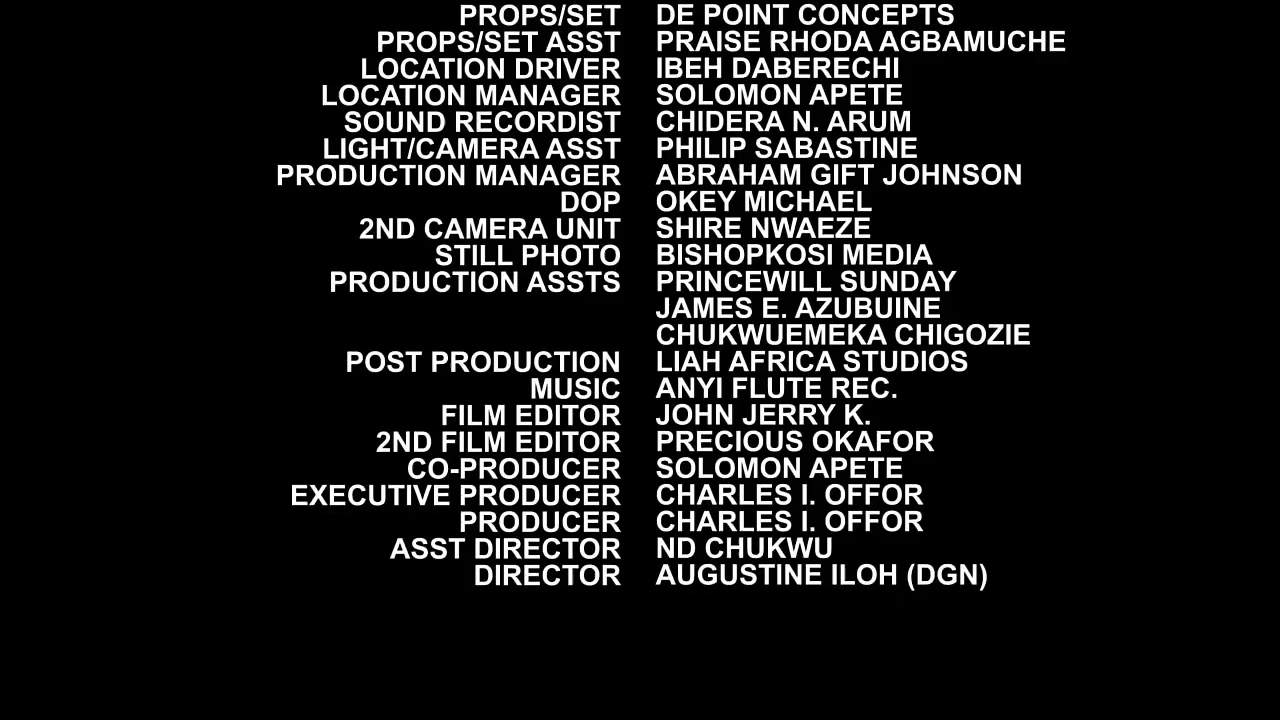 PROPS/SET DE POINT CONCEPTS
PROPS/SET ASST PRAISE RHODA AGBAMUCHE
LOCATION DRIVER IBEH DABERECHI
LOCATION MANAGER SOLOMON APETE
SOUND RECORDIST CHIDERA N. ARUM
LIGHT/CAMERA ASST PHILIP SABASTINE
PRODUCTION MANAGER ABRAHAM GIFT JOHNSON
DOP OKEY MICHAEL
2ND CAMERA UNIT SHIRE NWAEZE
STILL PHOTO BISHOPKOSI MEDIA
PRODUCTION ASSTS PRINCEWILL SUNDAY
JAMES E. AZUBUINE
CHUKWUEMEKA CHIGOZIE
POST PRODUCTION LIAH AFRICA STUDIOS
MUSIC ANYI FLUTE REC.
FILM EDITOR JOHN JERRY K.
2ND FILM EDITOR PRECIOUS OKAFOR
CO-PRODUCER SOLOMON APETE
EXECUTIVE PRODUCER CHARLES I. OFFOR
PRODUCER CHARLES I. OFFOR
ASST DIRECTOR ND CHUKWU
DIRECTOR AUGUSTINE ILOH (DGN)